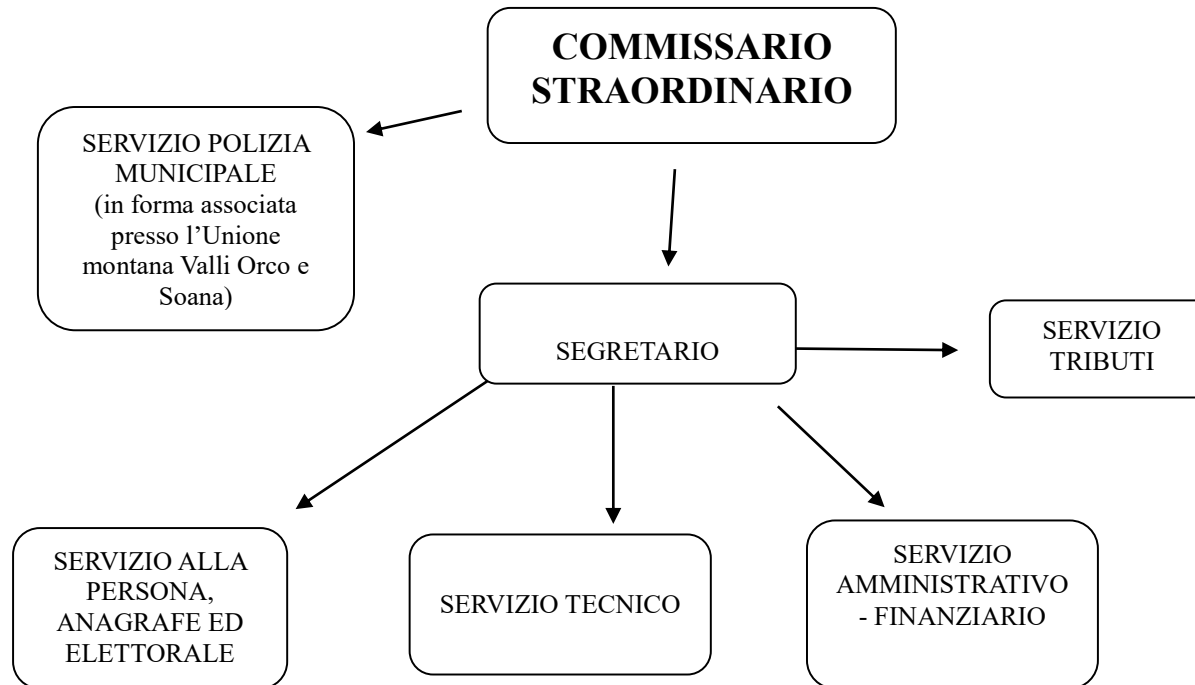 COMMISSARIO
STRAORDINARIO
SERVIZIO POLIZIA
MUNICIPALE
(in forma associata
presso l’Unione
montana Valli Orco e
Soana)
SEGRETARIO
SERVIZIO
TRIBUTI
SERVIZIO ALLA
PERSONA,
ANAGRAFE ED
ELETTORALE
SERVIZIO TECNICO
SERVIZIO
AMMINISTRATIVO
- FINANZIARIO